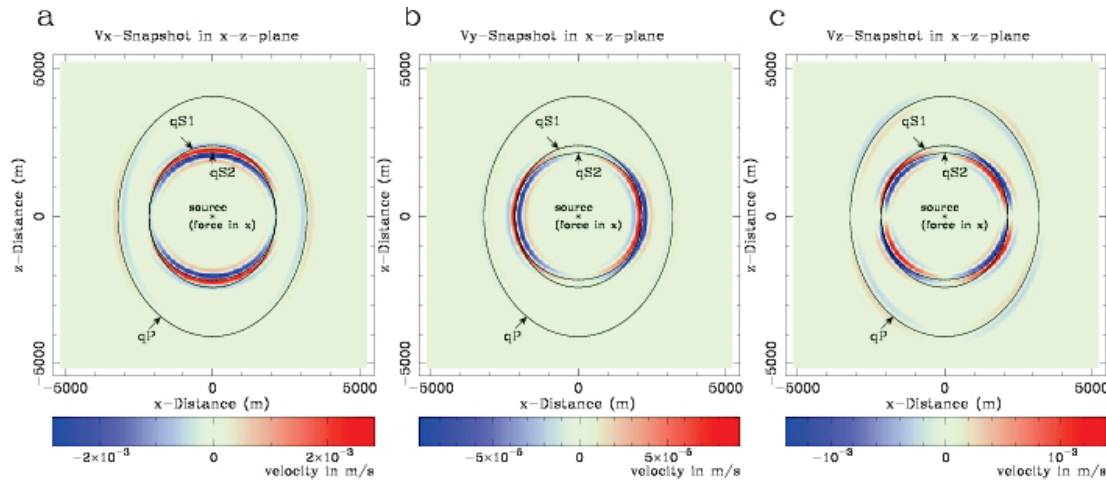 a
Vx-Snapshot in x-z-plane
5000
0
-5000
z-Distance (m)
qS1
qS2
source
*
(force in x)
qP
-5000 0 5000
x-Distance (m)
-2×10⁻³ 0 2×10⁻³
velocity in m/s
b
Vy-Snapshot in x-z-plane
5000
0
-5000
z-Distance (m)
qS1
qS2
source
*
(force in x)
qP
-5000 0 5000
x-Distance (m)
-5×10⁻⁵ 0 5×10⁻⁵
velocity in m/s
c
Vz-Snapshot in x-z-plane
5000
0
-5000
z-Distance (m)
qS1
qS2
source
*
(force in x)
qP
-5000 0 5000
x-Distance (m)
-10⁻³ 0 10⁻³
velocity in m/s